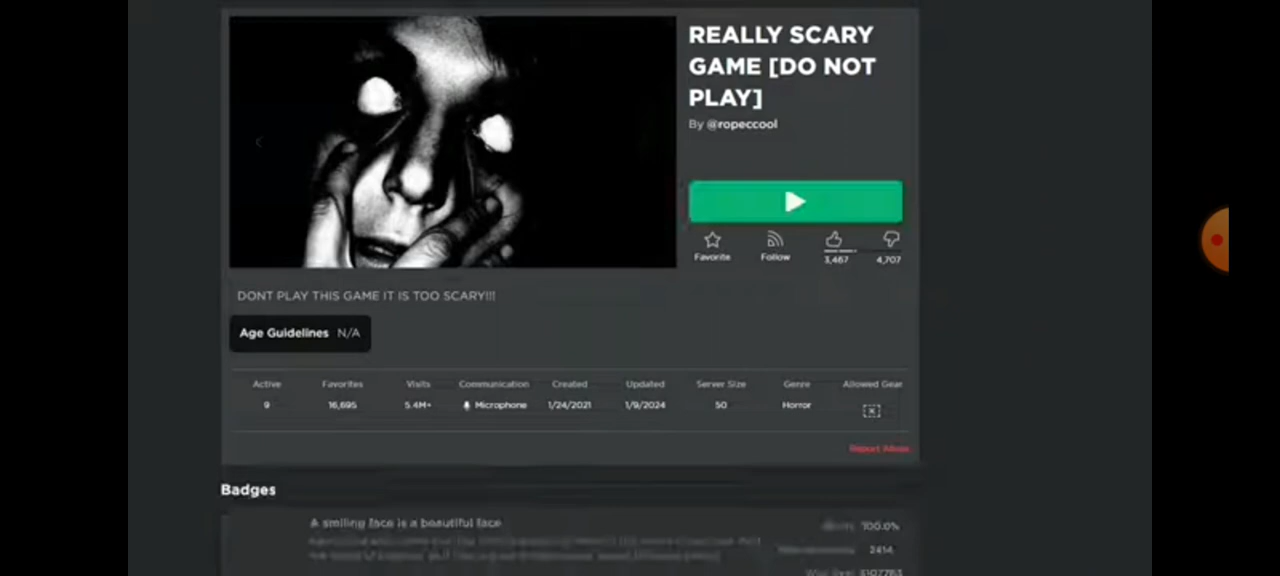 REALLY SCARY
GAME [DO NOT
PLAY]
By @ropeccool
Favorite
Follow
3,467
4,707
DONT PLAY THIS GAME IT IS TOO SCARY!!!
Age Guidelines N/A
Active Favorites Visits Communication Created Updated Server Size Genre Allowed Gear
9 16,695 5.4M+ Microphone 1/24/2021 1/9/2024 50 Horror
Report Abuse
Badges
A smiling face is a beautiful face
100.0%
2414